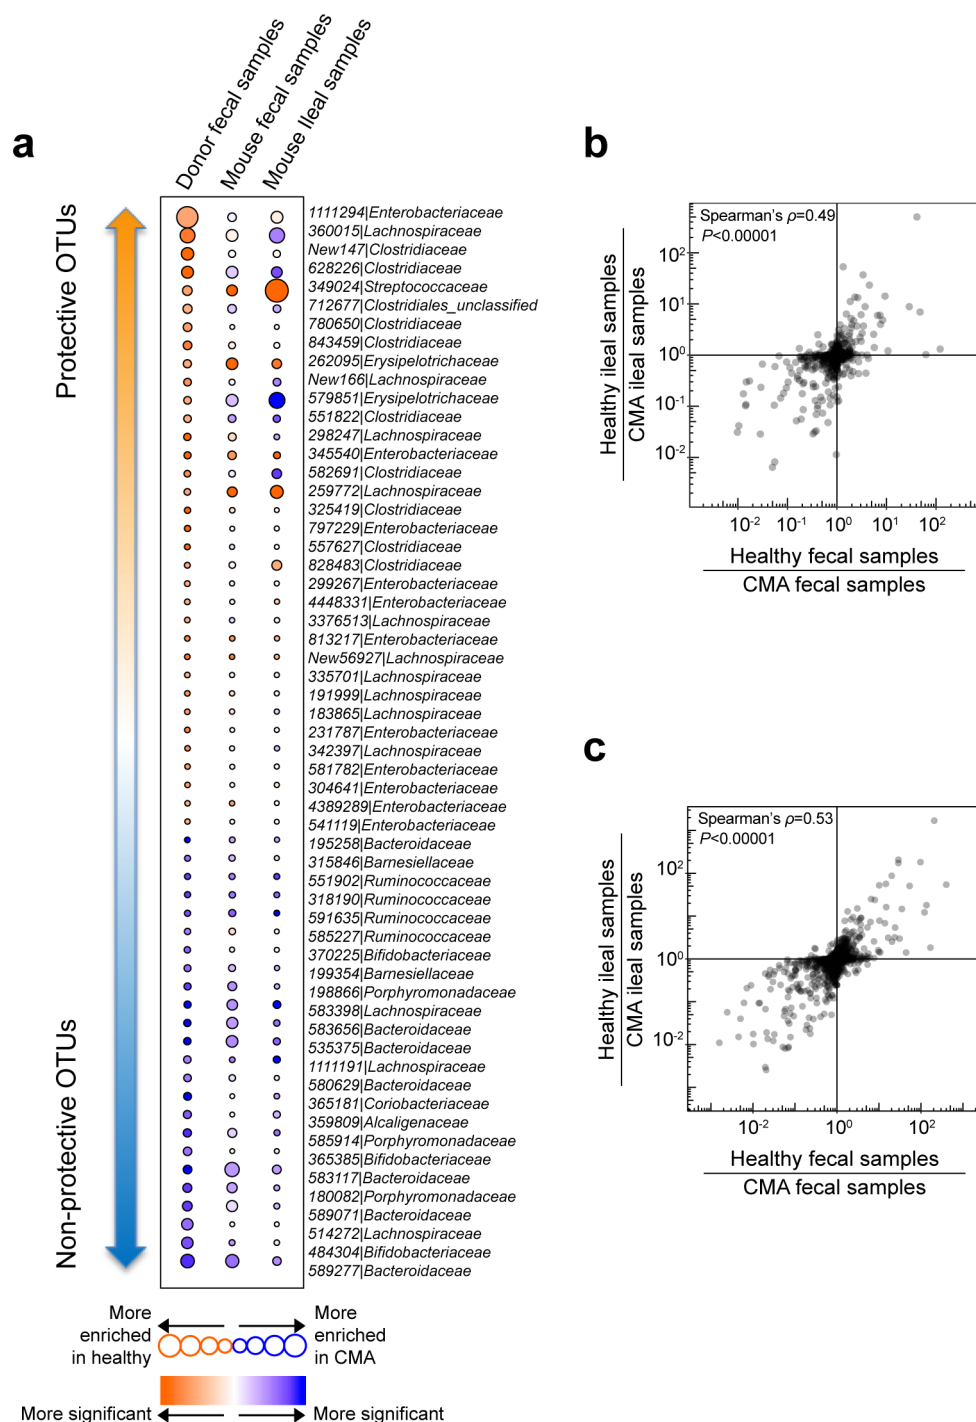 a
Donor fecal samples
Mouse fecal samples
Mouse Ileal samples
Protective OTUs
Non-protective OTUs
1111294|Enterobacteriaceae
360015|Lachnospiraceae
New147|Clostridiaceae
628226|Clostridiaceae
349024|Streptococcaceae
712677|Clostridiales_unclassified
780650|Clostridiaceae
843459|Clostridiaceae
262095|Erysipelotrichaceae
New166|Lachnospiraceae
579851|Erysipelotrichaceae
551822|Clostridiaceae
298247|Lachnospiraceae
345540|Enterobacteriaceae
582691|Clostridiaceae
259772|Lachnospiraceae
325419|Clostridiaceae
797229|Enterobacteriaceae
557627|Clostridiaceae
828483|Clostridiaceae
299267|Enterobacteriaceae
4448331|Enterobacteriaceae
3376513|Lachnospiraceae
813217|Enterobacteriaceae
New56927|Lachnospiraceae
335701|Lachnospiraceae
191999|Lachnospiraceae
183865|Lachnospiraceae
231787|Enterobacteriaceae
342397|Lachnospiraceae
581782|Enterobacteriaceae
304641|Enterobacteriaceae
4389289|Enterobacteriaceae
541119|Enterobacteriaceae
195258|Bacteroidaceae
315846|Barnesiellaceae
551902|Ruminococcaceae
318190|Ruminococcaceae
591635|Ruminococcaceae
585227|Ruminococcaceae
370225|Bifidobacteriaceae
199354|Barnesiellaceae
198866|Porphyromonadaceae
583398|Lachnospiraceae
583656|Bacteroidaceae
535375|Bacteroidaceae
1111191|Lachnospiraceae
580629|Bacteroidaceae
365181|Coriobacteriaceae
359809|Alcaligenaceae
585914|Porphyromonadaceae
365385|Bifidobacteriaceae
583117|Bacteroidaceae
180082|Porphyromonadaceae
589071|Bacteroidaceae
514272|Lachnospiraceae
484304|Bifidobacteriaceae
589277|Bacteroidaceae
More enriched in healthy
More enriched in CMA
More significant
More significant
b
Spearman's ρ=0.49
P<0.00001
10²
10¹
10⁰
10⁻¹
10⁻²
10⁻² 10⁻¹ 10⁰ 10¹ 10²
Healthy ileal samples
CMA ileal samples
Healthy fecal samples
CMA fecal samples
c
Spearman's ρ=0.53
P<0.00001
10²
10⁰
10⁻²
10⁻² 10⁰ 10²
Healthy ileal samples
CMA ileal samples
Healthy fecal samples
CMA fecal samples